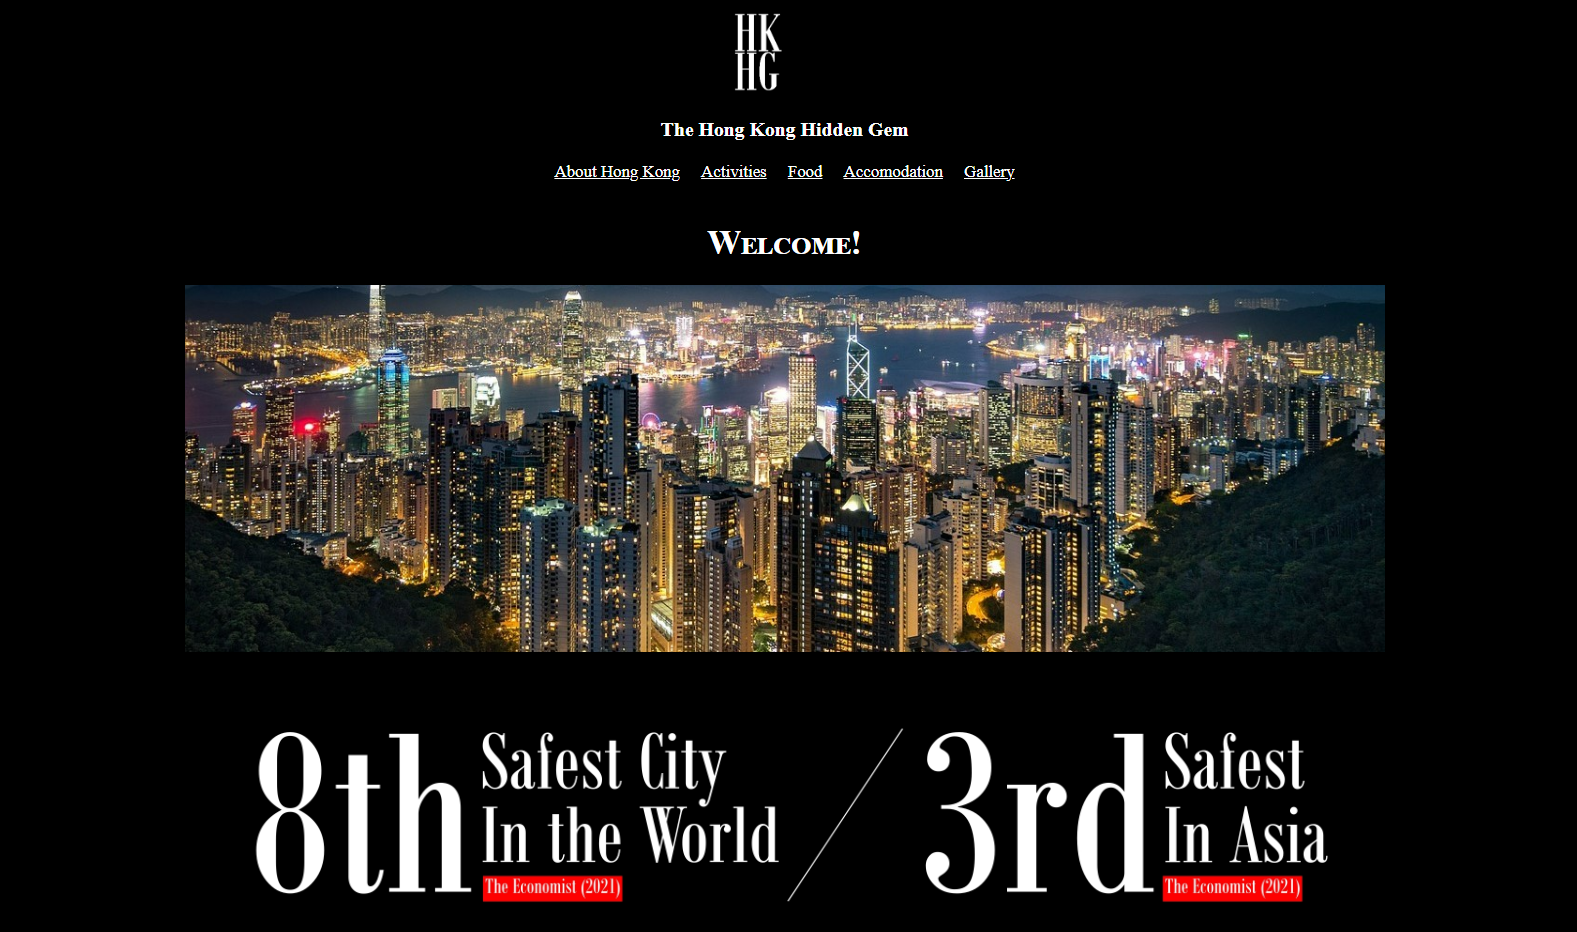 HK
HG
The Hong Kong Hidden Gem
About Hong Kong Activities Food Accomodation Gallery
Welcome!
8th Safest City
In the World
The Economist (2021)
3rd Safest
In Asia
The Economist (2021)